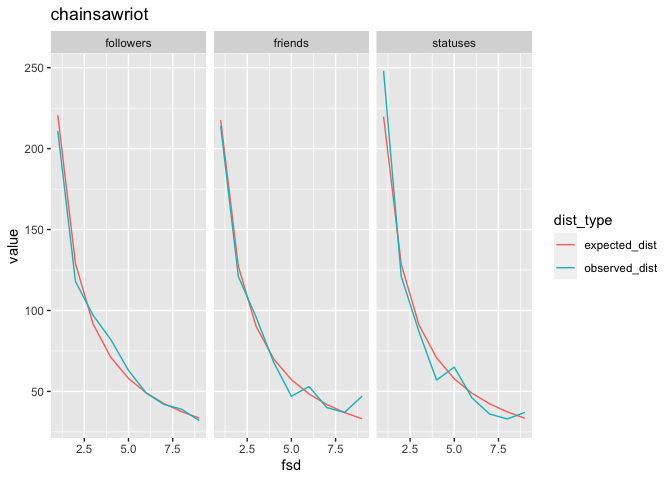 chainsawriot
followers friends statuses
250
200
150
100
50
value
2.5 5.0 7.5 2.5 5.0 7.5 2.5 5.0 7.5
fsd
dist_type
expected_dist
observed_dist